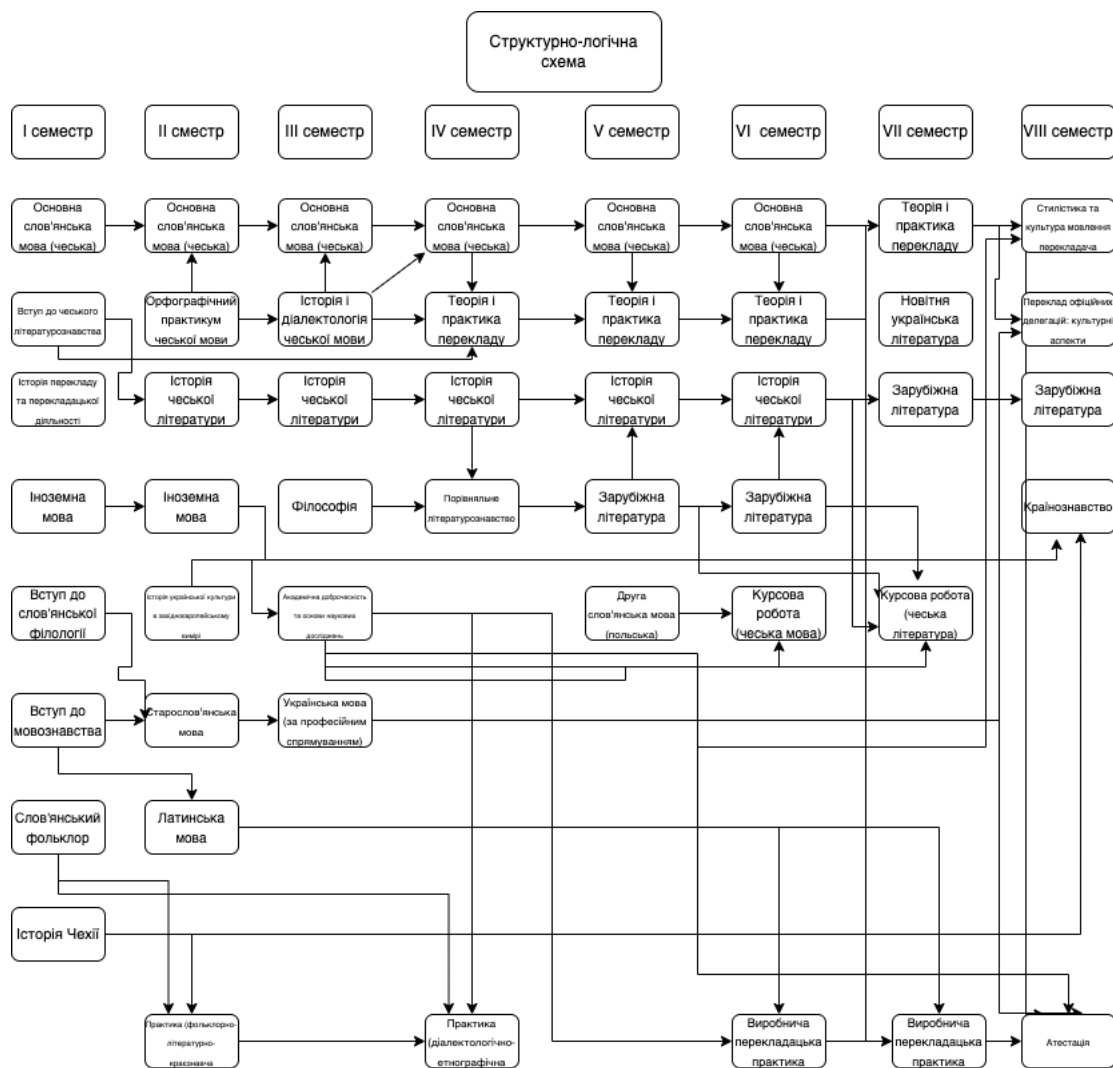 Структурно-логічна
схема
І семестр
ІІ сместр
ІІІ семестр
IV семестр
V семестр
VI семестр
VII семестр
VIII семестр
Основна
слов'янська
мова (чеська)
Основна
слов'янська
мова (чеська)
Основна
слов'янська
мова (чеська)
Основна
слов'янська
мова (чеська)
Основна
слов'янська
мова (чеська)
Основна
слов'янська
мова (чеська)
Теорія і
практика
перекладу
Стилістика та
культура мовлення
перекладача
Вступ до чеського
літературознавства
Орфографічний
практикум
чеської мови
Історія і
діалектологія
чеської мови
Теорія і
практика
перекладу
Теорія і
практика
перекладу
Теорія і
практика
перекладу
Новітня
українська
література
Переклад офіційних
делегацій: культурні
аспекти
Історія перекладу
та перекладацької
діяльності
Історія
чеської
літератури
Історія
чеської
літератури
Історія
чеської
літератури
Історія
чеської
літератури
Історія
чеської
літератури
Зарубіжна
література
Зарубіжна
література
Іноземна
мова
Іноземна
мова
Філософія
Порівняльне
літературознавство
Зарубіжна
література
Зарубіжна
література
Країнознавство
Вступ до
слов'янської
філології
Історія української культури
в західноєвропейському
вимірі
Академічна доброчесність
та основи наукових
досліджень
Друга
слов'янська мова
(польська)
Курсова
робота
(чеська мова)
Курсова робота
(чеська
література)
Вступ до
мовознавства
Старослов'янська
мова
Українська мова
(за професійним
спрямуванням)
Слов'янський
фольклор
Латинська
мова
Історія Чехії
Практика (фольклорно-
літературно-
краєзнавча
Практика
(діалектологічно-
етнографічна
Виробнича
перекладацька
практика
Виробнича
перекладацька
практика
Атестація